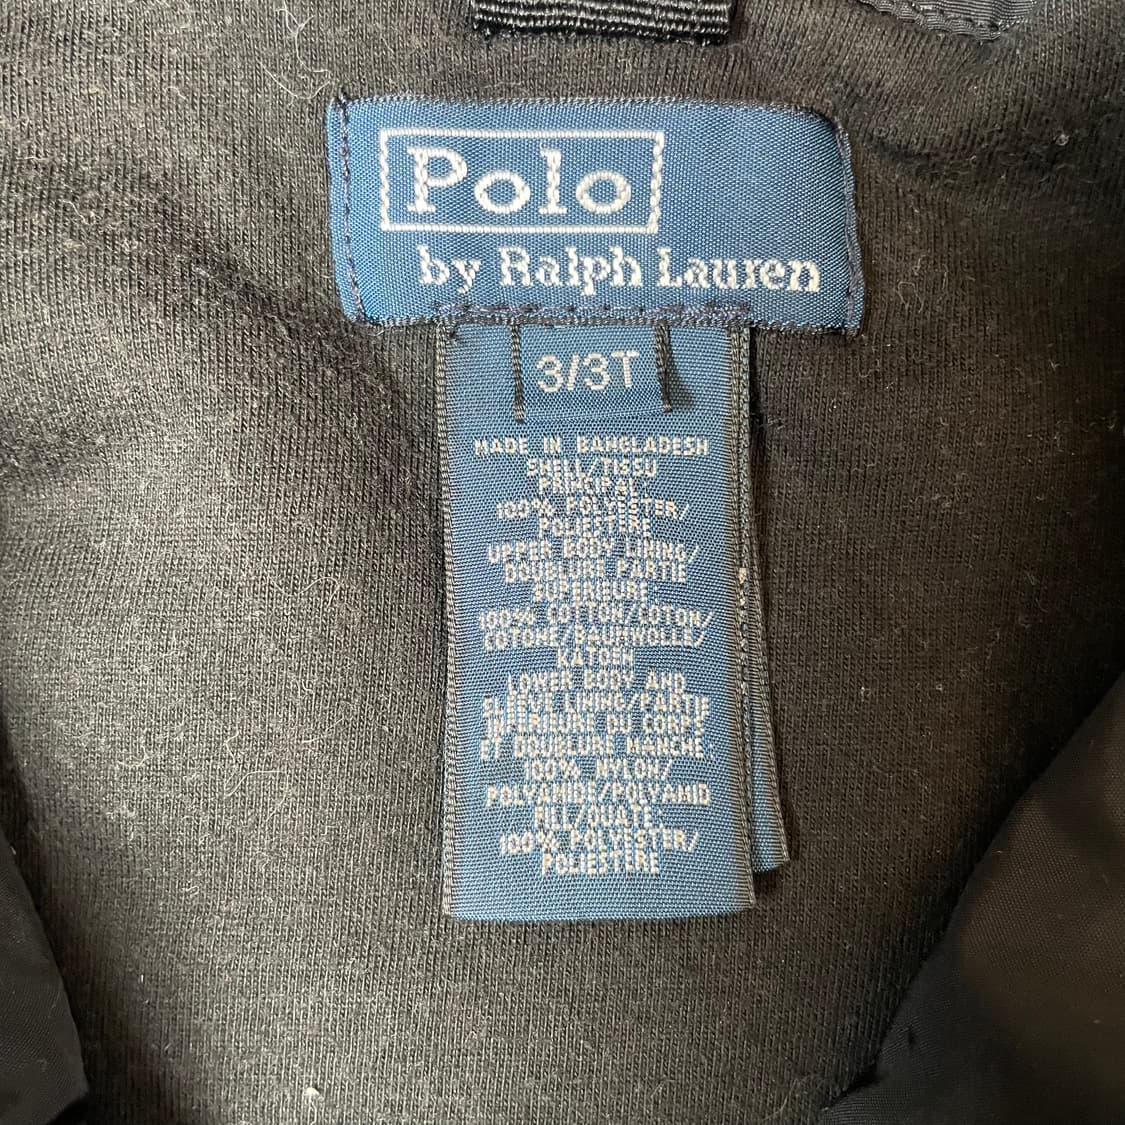 Polo
by Ralph Lauren
3/3T
MADE IN BANGLADESH
SHELL/TISSU
PRINCIPAL
100% POLYESTER/
POLIESTERE
UPPER BODY LINING/
DOUBLURE PARTIE
SUPERIEURE
100% COTTON/COTON/
COTONE/BAUMWOLLE/
KATOEN
LOWER BODY AND
SLEEVE LINING/PARTIE
INFERIEURE DU CORPS
ET DOUBLURE MANCHE
100% NYLON/
POLYAMIDE/POLYAMID
FILL/OUATE
100% POLYESTER/
POLIESTERE